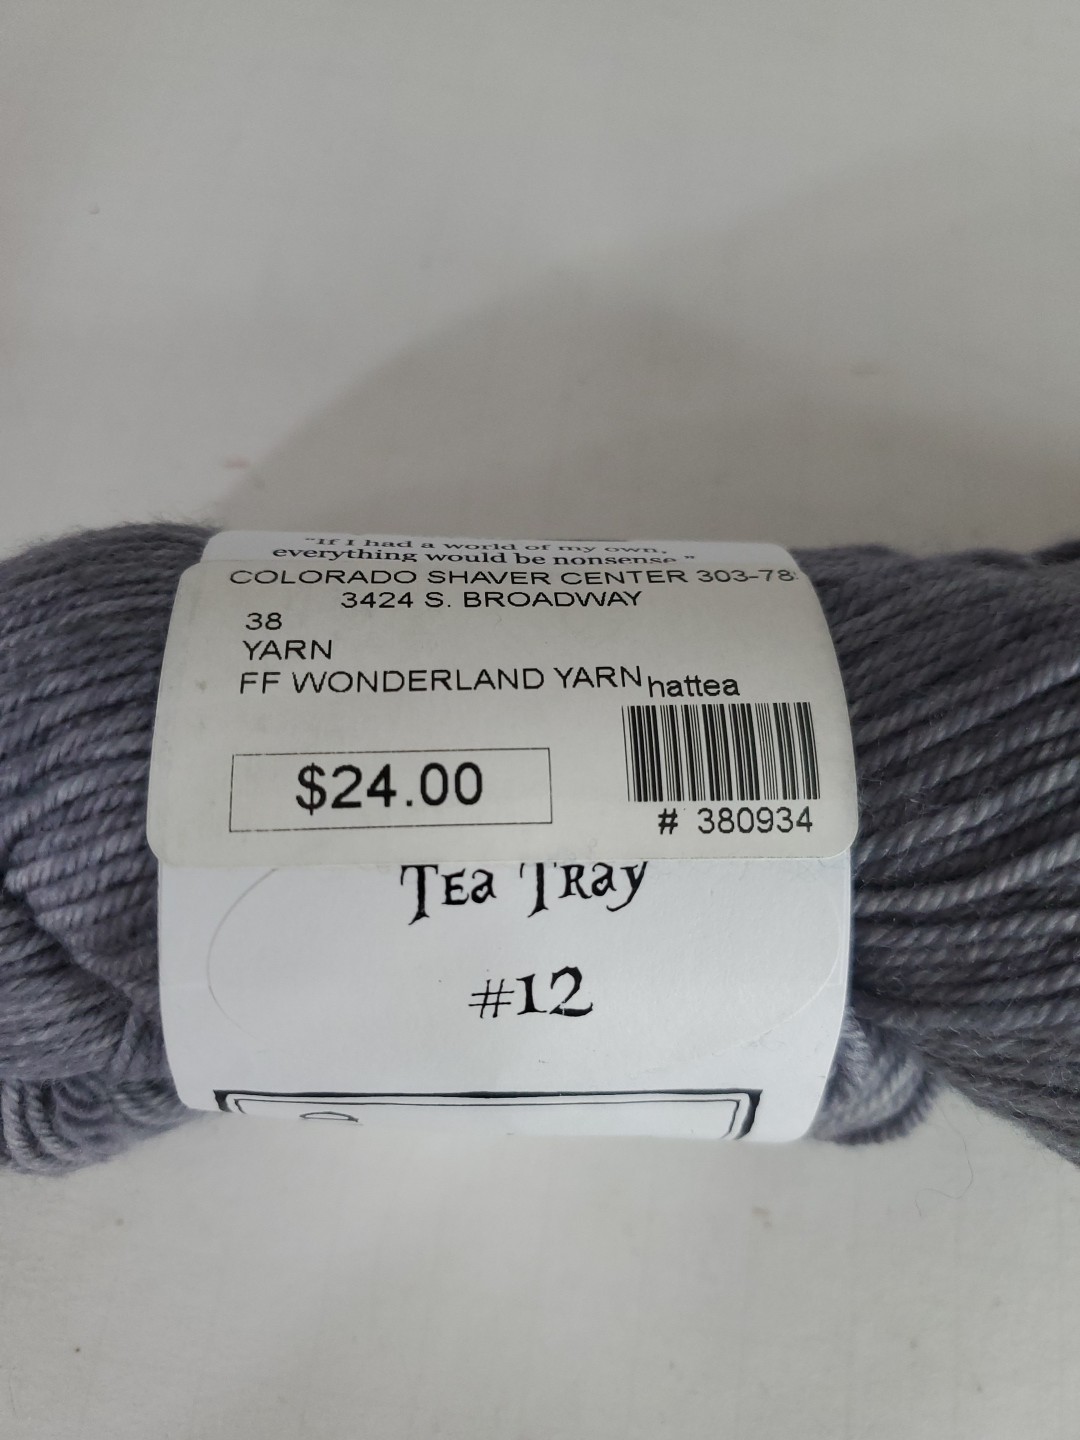 "If I had a world of my own,
everything would be nonsense."
COLORADO SHAVER CENTER 303-78
3424 S. BROADWAY
38
YARN
FF WONDERLAND YARN hattea
$24.00
# 380934
Tea Tray
#12